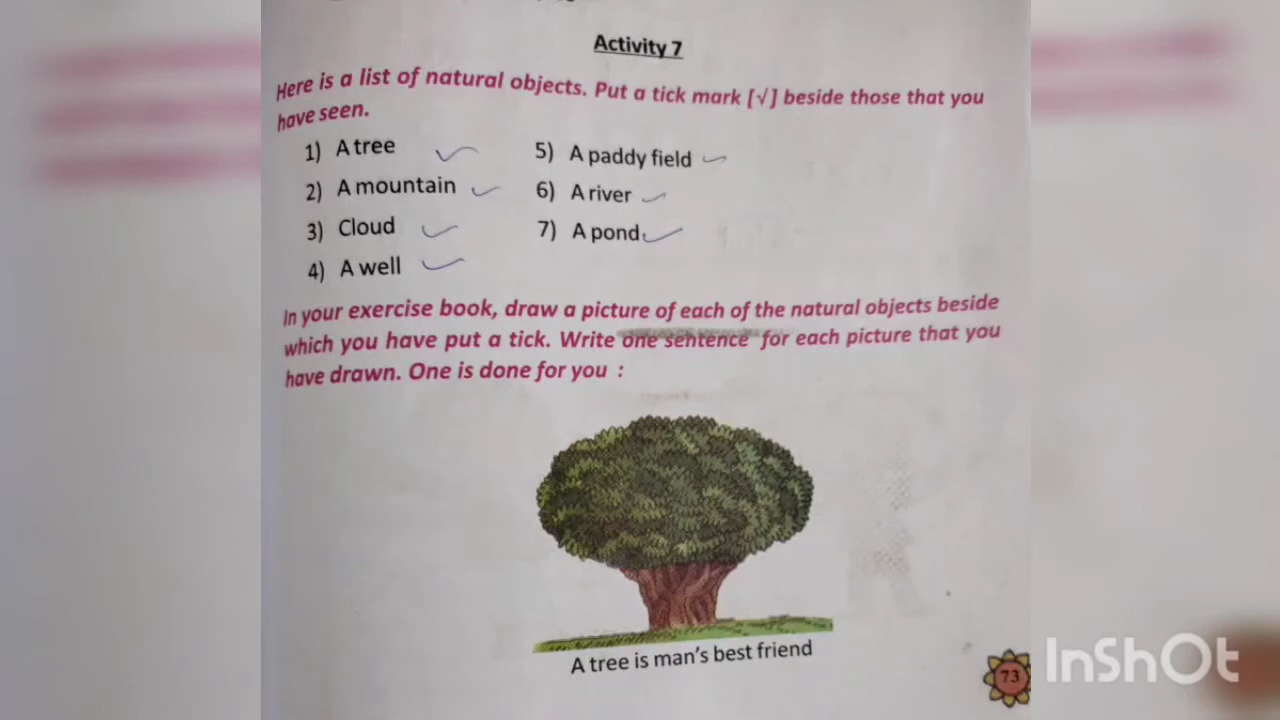 Activity 7
Here is a list of natural objects. Put a tick mark [√] beside those that you
have seen.
1) A tree
2) A mountain
3) Cloud
4) A well
5) A paddy field
6) A river
7) A pond
In your exercise book, draw a picture of each of the natural objects beside
which you have put a tick. Write one sentence for each picture that you
have drawn. One is done for you :
A tree is man's best friend
73
InShOt